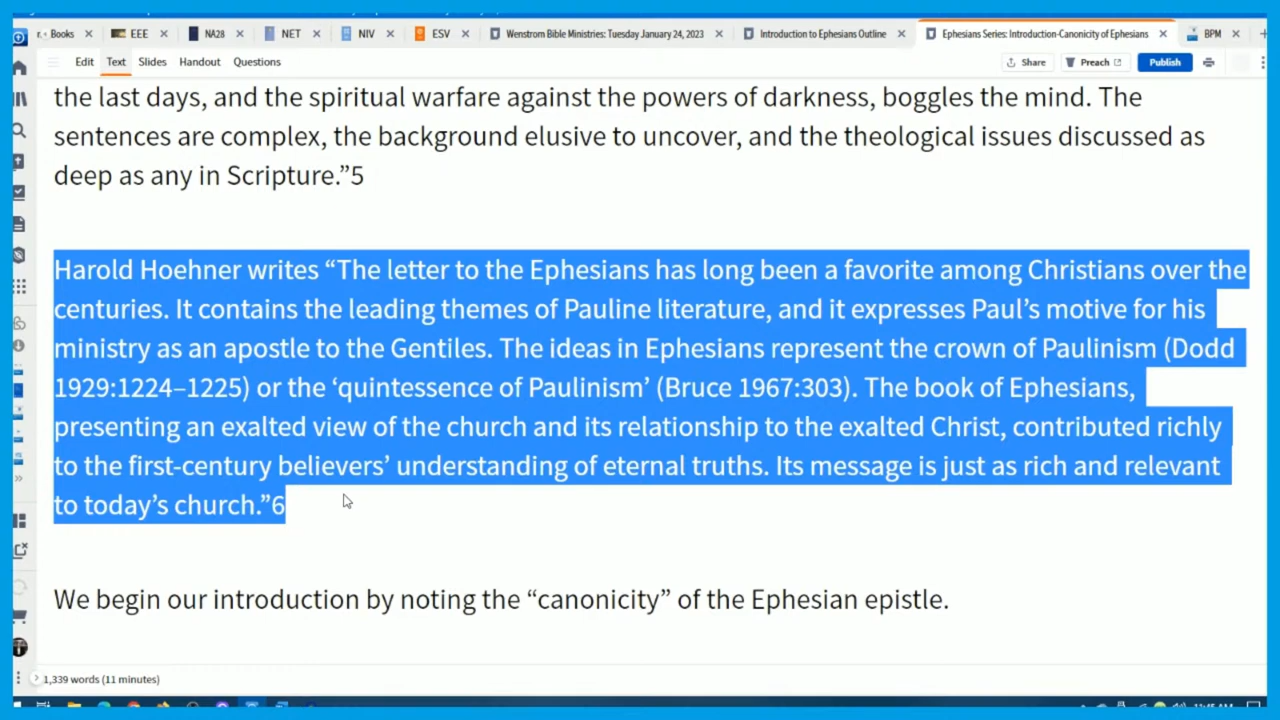 Books
EEE
NA28
NET
NIV
ESV
Wenstrom Bible Ministries: Tuesday January 24, 2023
Introduction to Ephesians Outline
Ephesians Series: Introduction-Canonicity of Ephesians
BPM
Edit Text Slides Handout Questions
Share
Preach
Publish
the last days, and the spiritual warfare against the powers of darkness, boggles the mind. The
sentences are complex, the background elusive to uncover, and the theological issues discussed as
deep as any in Scripture.”5
Harold Hoehner writes “The letter to the Ephesians has long been a favorite among Christians over the
centuries. It contains the leading themes of Pauline literature, and it expresses Paul’s motive for his
ministry as an apostle to the Gentiles. The ideas in Ephesians represent the crown of Paulinism (Dodd
1929:1224–1225) or the ‘quintessence of Paulinism’ (Bruce 1967:303). The book of Ephesians,
presenting an exalted view of the church and its relationship to the exalted Christ, contributed richly
to the first-century believers’ understanding of eternal truths. Its message is just as rich and relevant
to today’s church.”6
We begin our introduction by noting the “canonicity” of the Ephesian epistle.
1,339 words (11 minutes)